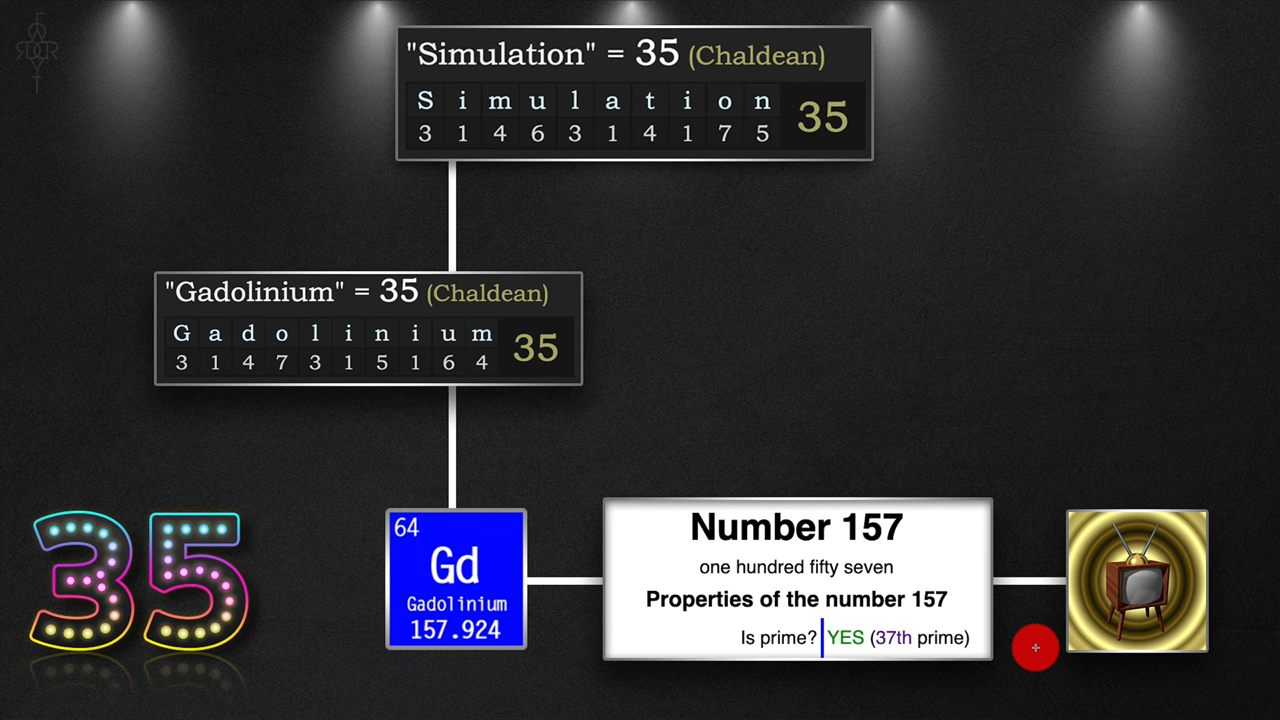 "Simulation" = 35 (Chaldean)
S i m u l a t i o n
3 1 4 6 3 1 4 1 7 5
35
"Gadolinium" = 35 (Chaldean)
G a d o l i n i u m
3 1 4 7 3 1 5 1 6 4
35
35
64
Gd
Gadolinium
157.924
Number 157
one hundred fifty seven
Properties of the number 157
Is prime? YES (37th prime)